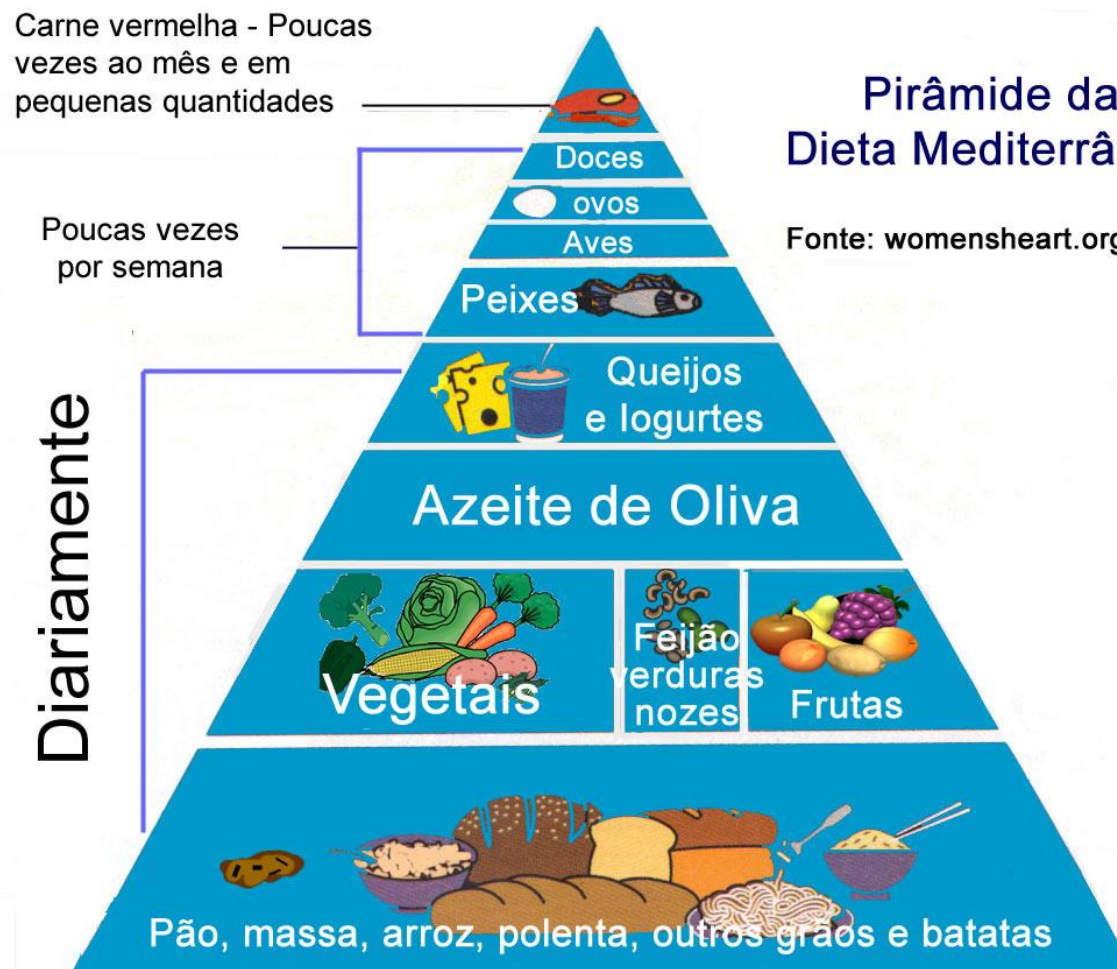 Carne vermelha - Poucas
vezes ao mês e em
pequenas quantidades
Pirâmide da
Dieta Mediterrâ
Fonte: womensheart.org
Doces
ovos
Aves
Poucas vezes
por semana
Peixes
Queijos
e Iogurtes
Azeite de Oliva
Diariamente
Vegetais
Feijão
verduras
nozes
Frutas
Pão, massa, arroz, polenta, outros grãos e batatas